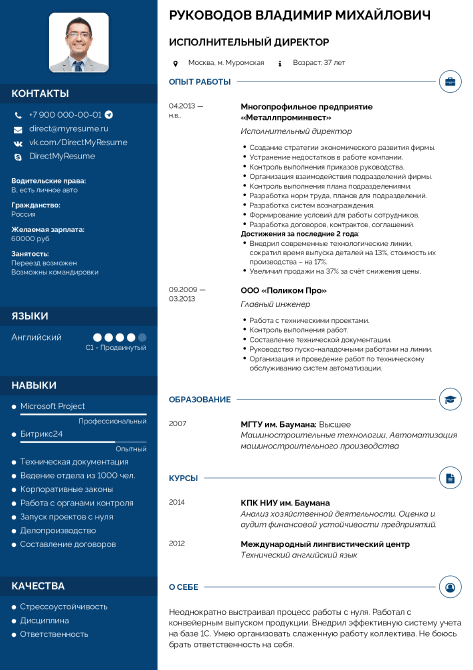 РУКОВОДОВ ВЛАДИМИР МИХАЙЛОВИЧ
ИСПОЛНИТЕЛЬНЫЙ ДИРЕКТОР
Москва, м. Муромская
Возраст: 37 лет
КОНТАКТЫ
+7 900 000-00-01
direct@myresume.ru
vk.com/DirectMyResume
DirectMyResume
Водительские права:
B, есть личное авто
Гражданство:
Россия
Желаемая зарплата:
60000 руб
Занятость:
Переезд возможен
Возможны командировки
ЯЗЫКИ
Английский
C1 - Продвинутый
НАВЫКИ
Microsoft Project
Профессиональный
Битрикс24
Опытный
Техническая документация
Ведение отдела из 1000 чел.
Корпоративные законы
Работа с органами контроля
Запуск проектов с нуля
Делопроизводство
Составление договоров
КАЧЕСТВА
Стрессоустойчивость
Дисциплина
Ответственность
ОПЫТ РАБОТЫ
04.2013 —
н.в..
Многопрофильное предприятие
«Металлпроминвест»
Исполнительный директор
Создание стратегии экономического развития фирмы.
Устранение недостатков в работе компании.
Контроль выполнения приказов руководства.
Организация взаимодействия подразделений фирмы.
Контроль выполнения плана подразделениями.
Разработка норм труда, планов для подразделений.
Разработка систем вознаграждения.
Формирование условий для работы сотрудников.
Разработка договоров, контрактов, соглашений.
Достижения за последние 2 года:
Внедрил современные технологические линии,
сократил время выпуска деталей на 13%, стоимость их
производства – на 17%.
Увеличил продажи на 37% за счёт снижения цены.
09.2009 —
03.2013
ООО «Поликом Про»
Главный инженер
Работа с техническими проектами.
Контроль выполнения работ.
Составление технической документации.
Руководство пуско-наладочными работами на линии.
Организация и проведение работ по техническому
обслуживанию систем автоматизации.
ОБРАЗОВАНИЕ
2007
МГТУ им. Баумана: Высшее
Машиностроительные технологии. Автоматизация
машиностроительного производства
КУРСЫ
2014
КПК НИУ им. Баумана
Анализ хозяйственной деятельности. Оценка и
аудит финансовой устойчивости предприятий.
2012
Международный лингвистический центр
Технический английский язык
О СЕБЕ
Неоднократно выстраивал процесс работы с нуля. Работал с
конвейерным выпуском продукции. Внедрил эффективную систему учета
на базе 1С. Умею организовать слаженную работу коллектива. Не боюсь
брать ответственность на себя.